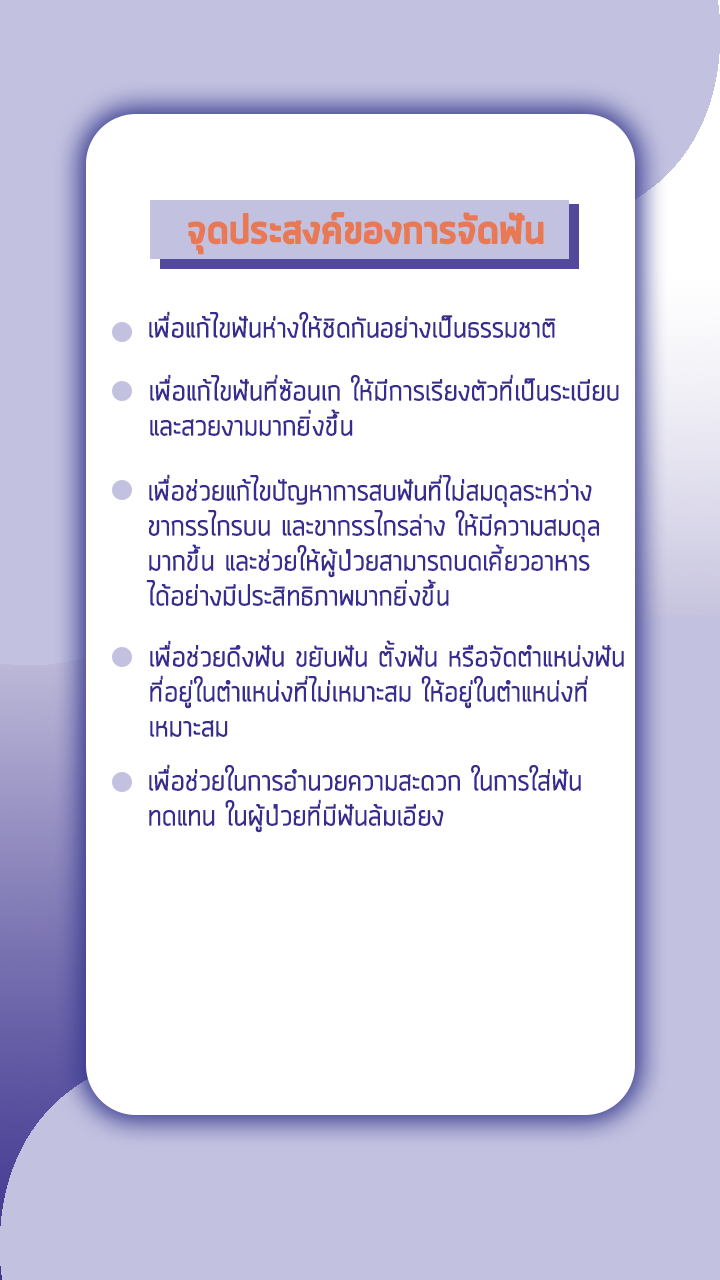 จุดประสงค์ของการจัดฟัน
เพื่อแก้ไขฟันห่างให้ชิดกันอย่างเป็นธรรมชาติ
เพื่อแก้ไขฟันที่ซ้อนเก ให้มีการเรียงตัวที่เป็นระเบียบ
และสวยงามมากยิ่งขึ้น
เพื่อช่วยแก้ไขปัญหาการสบฟันที่ไม่สมดุลระหว่าง
ขากรรไกรบน และขากรรไกรล่าง ให้มีความสมดุล
มากขึ้น และช่วยให้ผู้ป่วยสามารถบดเคี้ยวอาหาร
ได้อย่างมีประสิทธิภาพมากยิ่งขึ้น
เพื่อช่วยดึงฟัน ขยับฟัน ตั้งฟัน หรือจัดตำแหน่งฟัน
ที่อยู่ในตำแหน่งที่ไม่เหมาะสม ให้อยู่ในตำแหน่งที่
เหมาะสม
เพื่อช่วยในการอำนวยความสะดวก ในการใส่ฟัน
ทดแทน ในผู้ป่วยที่มีฟันล้มเอียง